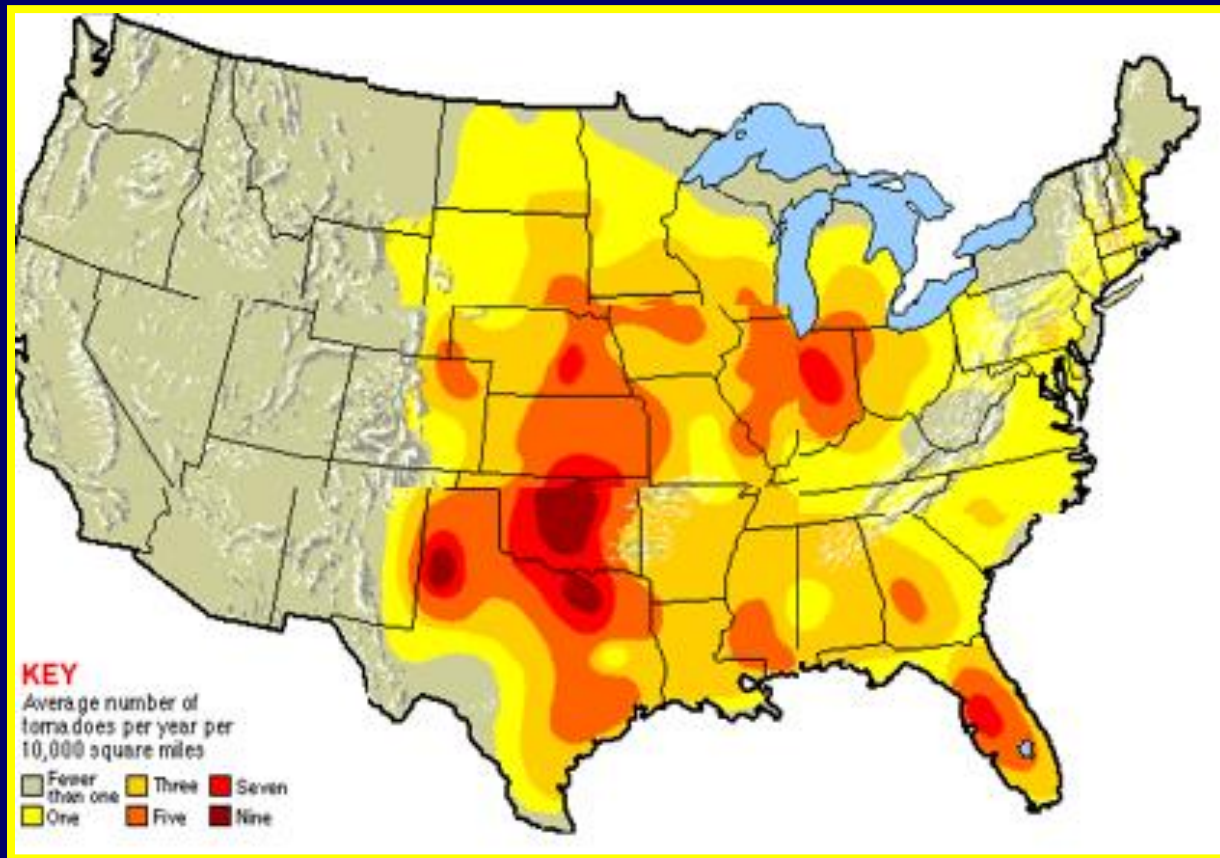 KEY
Average number of
tornadoes per year per
10,000 square miles
Fewer than one
Three
Seven
One
Five
Nine